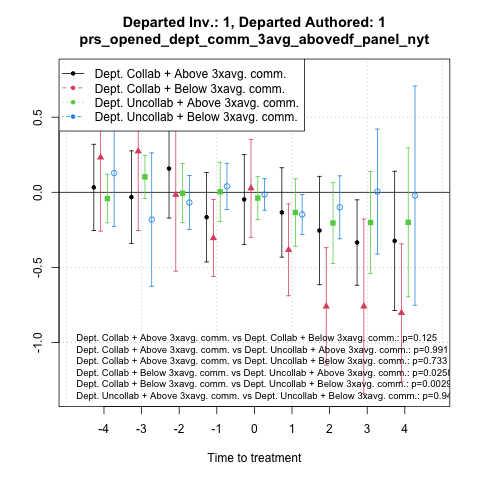 Departed Inv.: 1, Departed Authored: 1
prs_opened_dept_comm_3avg_abovedf_panel_nyt
Dept. Collab + Above 3xavg. comm.
Dept. Collab + Below 3xavg. comm.
Dept. Uncollab + Above 3xavg. comm.
Dept. Uncollab + Below 3xavg. comm.
0.5
0.0
-0.5
-1.0
Dept. Collab + Above 3xavg. comm. vs Dept. Collab + Below 3xavg. comm.: p=0.125
Dept. Collab + Above 3xavg. comm. vs Dept. Uncollab + Above 3xavg. comm.: p=0.991
Dept. Collab + Above 3xavg. comm. vs Dept. Uncollab + Below 3xavg. comm.: p=0.733
Dept. Collab + Below 3xavg. comm. vs Dept. Uncollab + Above 3xavg. comm.: p=0.025
Dept. Collab + Below 3xavg. comm. vs Dept. Uncollab + Below 3xavg. comm.: p=0.0029
Dept. Uncollab + Above 3xavg. comm. vs Dept. Uncollab + Below 3xavg. comm.: p=0.9
-4 -3 -2 -1 0 1 2 3 4
Time to treatment